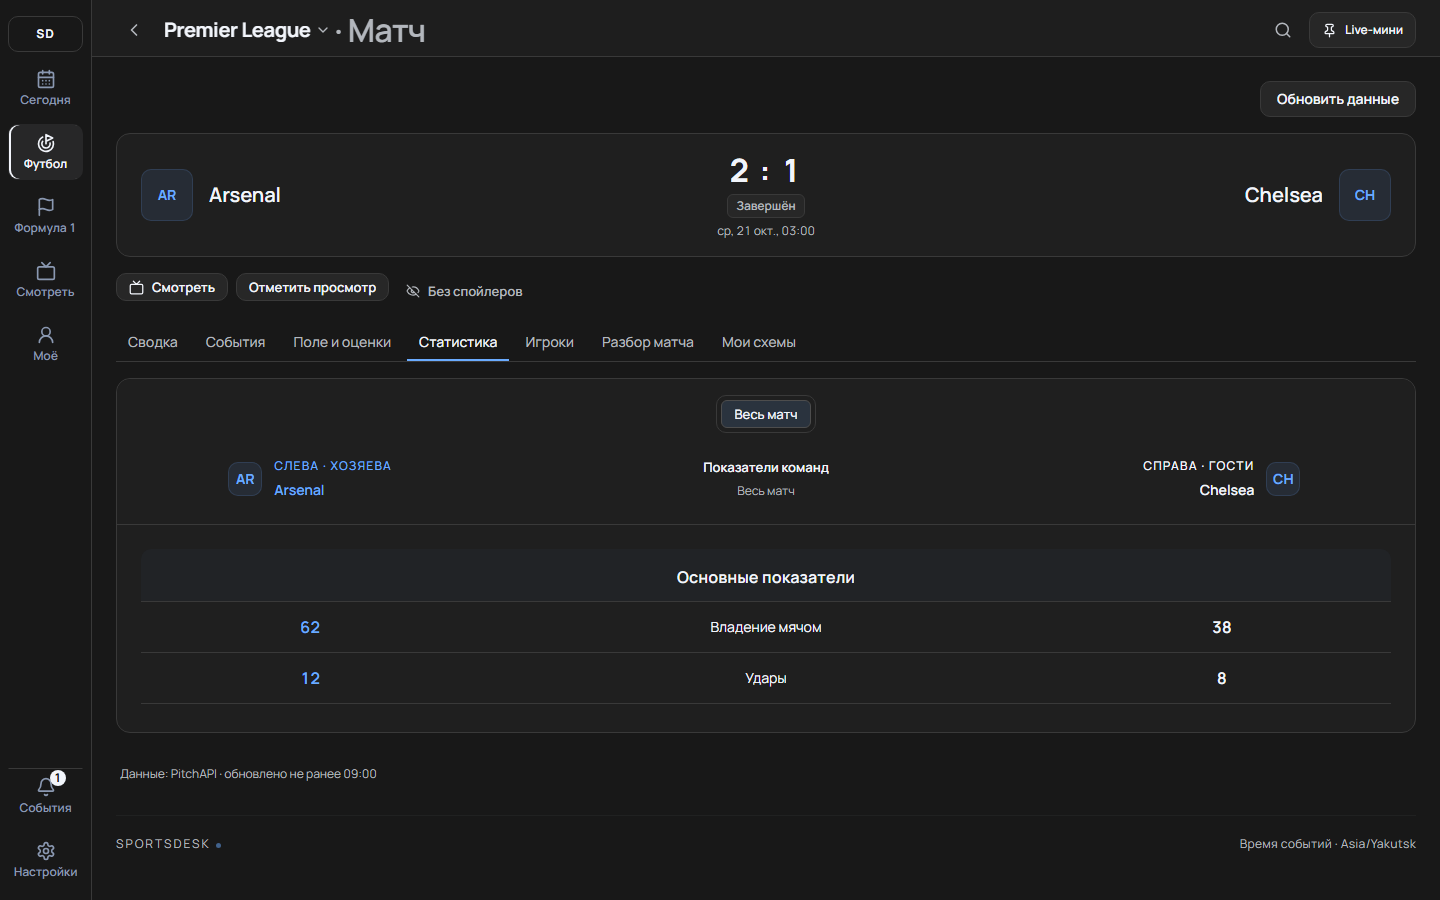 SD
Сегодня
Футбол
Формула 1
Смотреть
Моё
1
События
Настройки
Premier League · Матч
Live-мини
Обновить данные
AR Arsenal
2 : 1
Завершён
ср, 21 окт., 03:00
Chelsea CH
Смотреть Отметить просмотр Без спойлеров
Сводка События Поле и оценки Статистика Игроки Разбор матча Мои схемы
Весь матч
AR
СЛЕВА · ХОЗЯЕВА
Arsenal
Показатели команд
Весь матч
СПРАВА · ГОСТИ
Chelsea
CH
Основные показатели
62 Владение мячом 38
12 Удары 8
Данные: PitchAPI · обновлено не ранее 09:00
SPORTSDESK
Время событий · Asia/Yakutsk